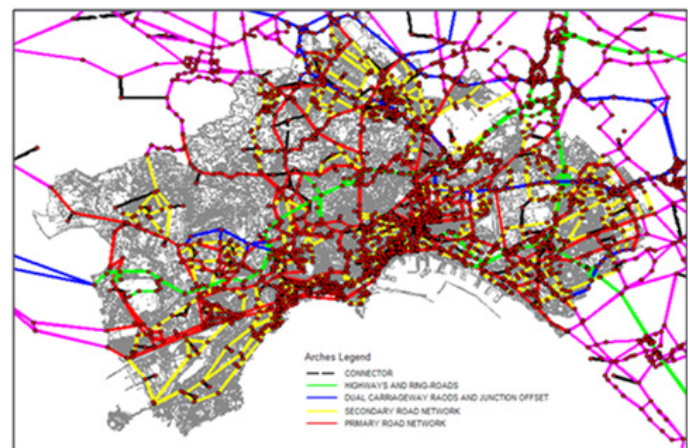 Arches Legend
CONNECTOR
HIGHWAYS AND RING-ROADS
DUAL CARRIAGEWAY RAODS AND JUNCTION OFFSET
SECONDARY ROAD NETWORK
PRIMARY ROAD NETWORK